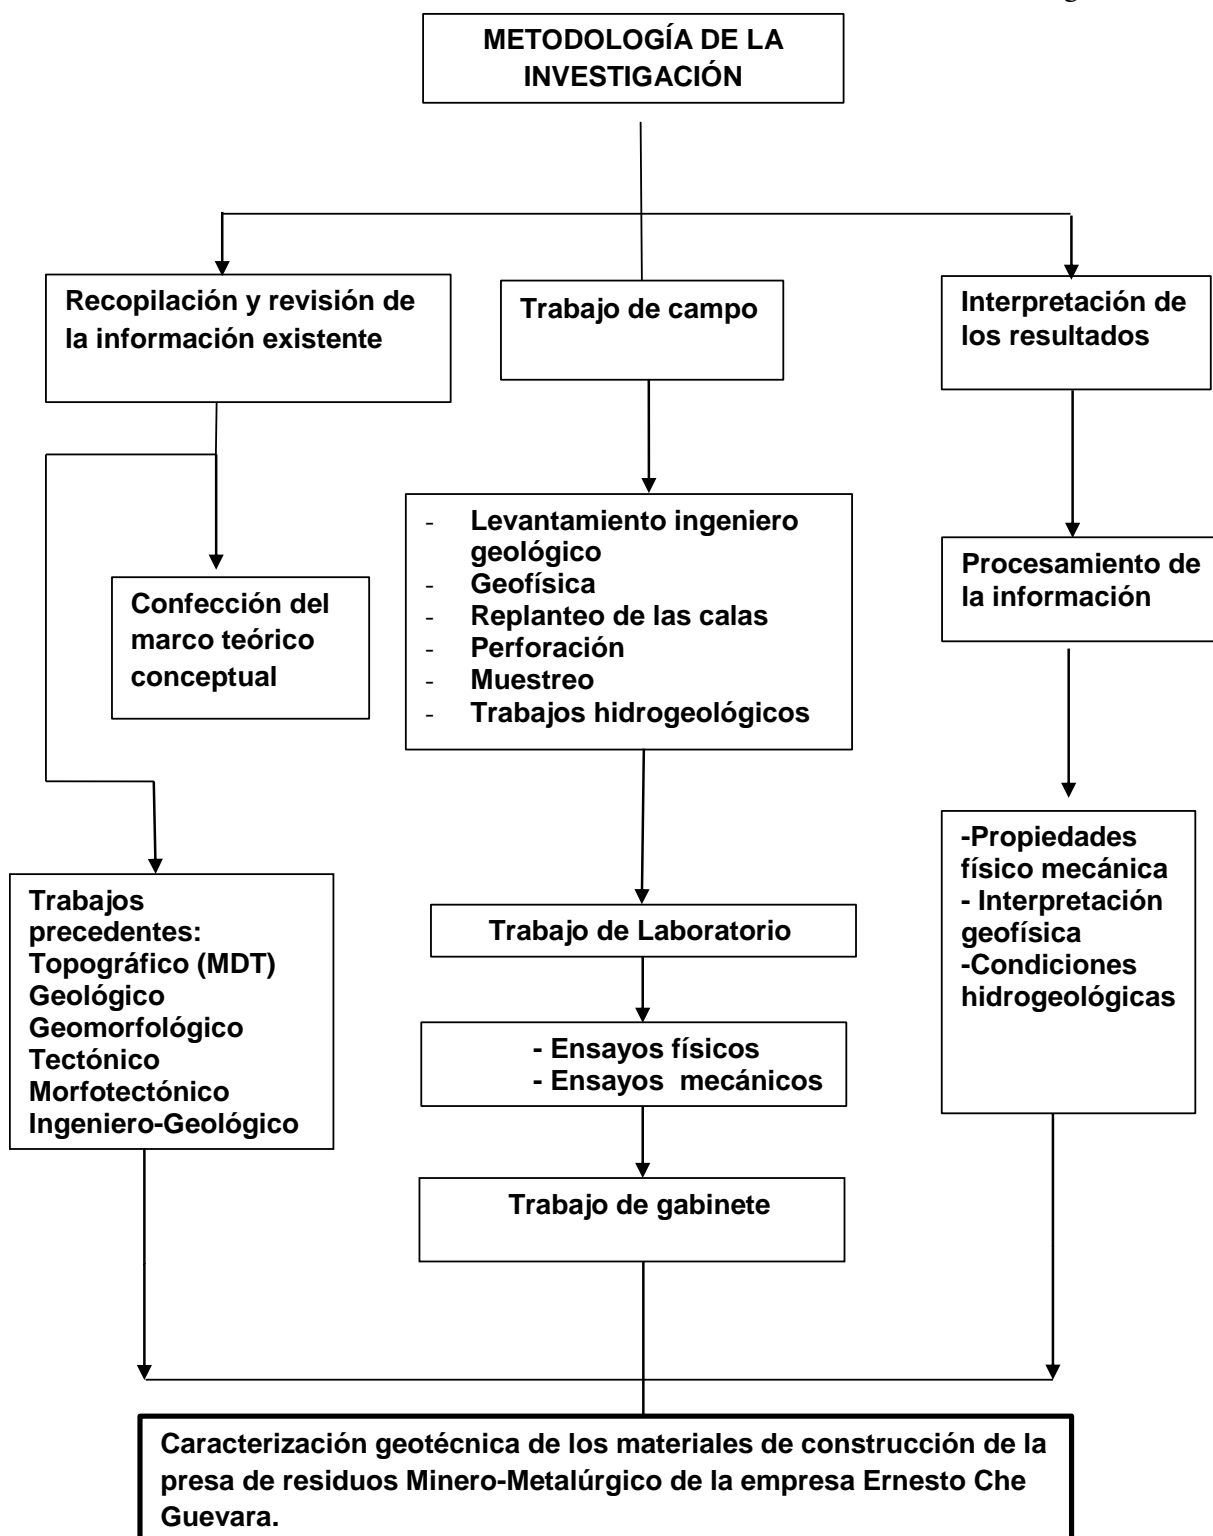 METODOLOGÍA DE LA
INVESTIGACIÓN
Recopilación y revisión de
la información existente
Trabajo de campo
Interpretación de
los resultados
- Levantamiento ingeniero
geológico
- Geofísica
- Replanteo de las calas
- Perforación
- Muestreo
- Trabajos hidrogeológicos
Procesamiento de
la información
Confección del
marco teórico
conceptual
-Propiedades
físico mecánica
- Interpretación
geofísica
-Condiciones
hidrogeológicas
Trabajos
precedentes:
Topográfico (MDT)
Geológico
Geomorfológico
Tectónico
Morfotectónico
Ingeniero-Geológico
Trabajo de Laboratorio
- Ensayos físicos
- Ensayos mecánicos
Trabajo de gabinete
Caracterización geotécnica de los materiales de construcción de la
presa de residuos Minero-Metalúrgico de la empresa Ernesto Che
Guevara.